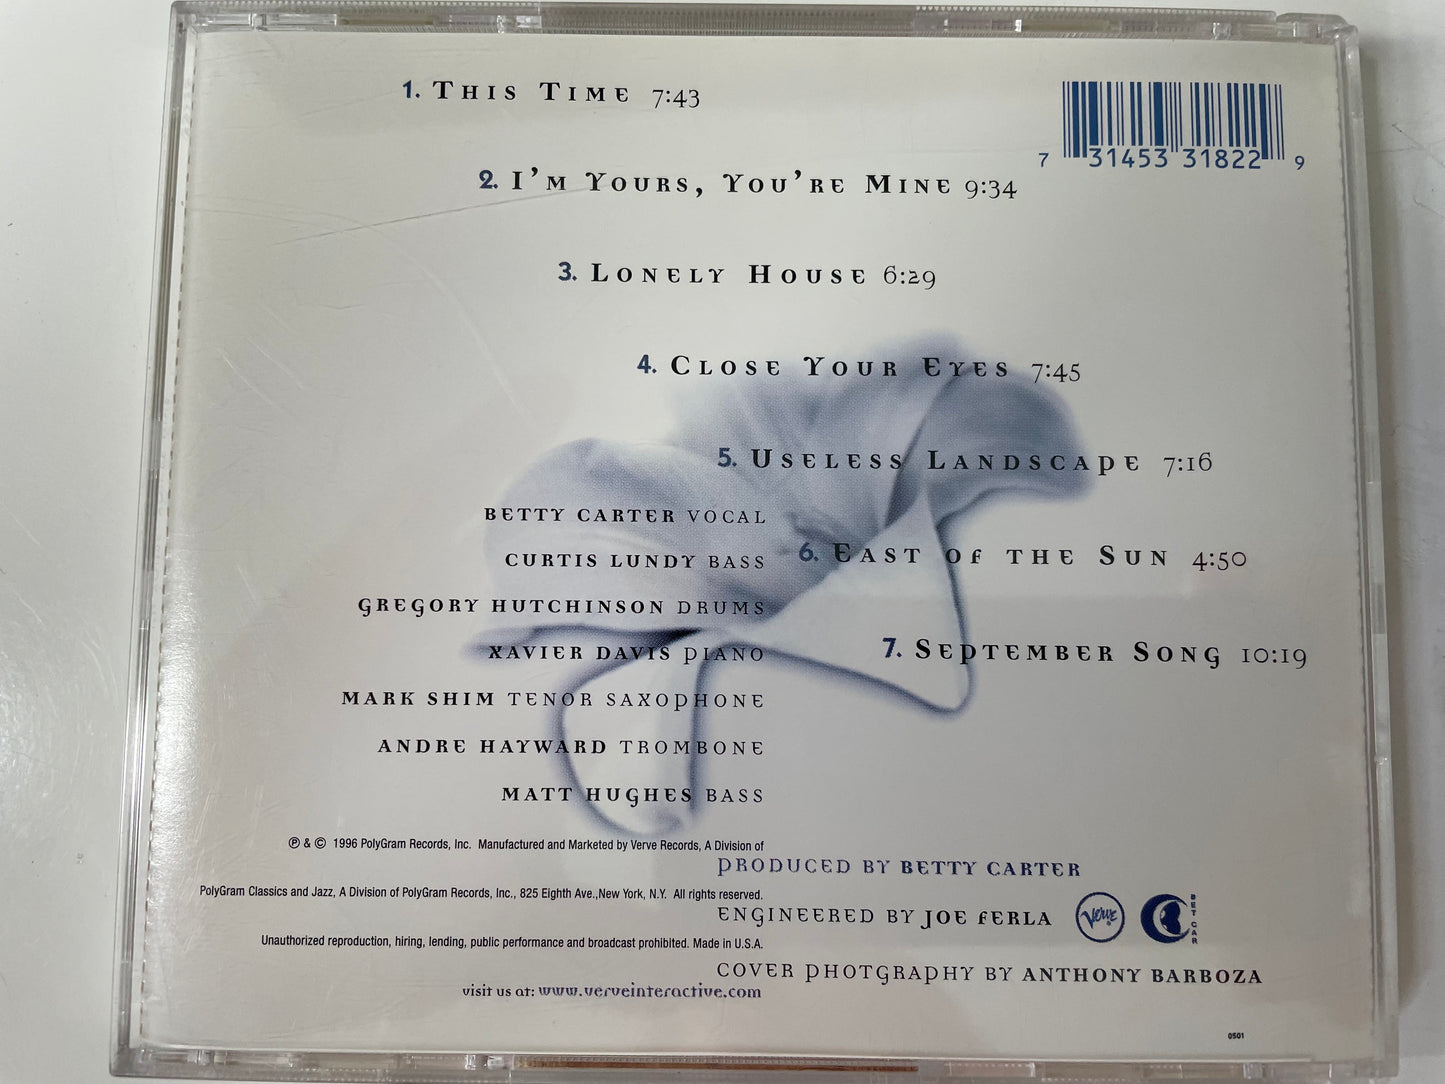 1. This Time 7:43
7 31453 31822 9
2. I'm Yours, You're Mine 9:34
3. Lonely House 6:29
4. Close Your Eyes 7:45
5. Useless Landscape 7:16
6. East of the Sun 4:50
7. September Song 10:19
BETTY CARTER VOCAL
CURTIS LUNDY BASS
GREGORY HUTCHINSON DRUMS
XAVIER DAVIS PIANO
MARK SHIM TENOR SAXOPHONE
ANDRE HAYWARD TROMBONE
MATT HUGHES BASS
℗ & © 1996 PolyGram Records, Inc. Manufactured and Marketed by Verve Records, A Division of
PolyGram Classics and Jazz, A Division of PolyGram Records, Inc., 825 Eighth Ave.,New York, N.Y. All rights reserved.
Unauthorized reproduction, hiring, lending, public performance and broadcast prohibited. Made in U.S.A.
visit us at: www.verveinteractive.com
PRODUCED BY BETTY CARTER
ENGINEERED BY JOE FERLA
Verve
BET CAR
COVER PHOTGRAPHY BY ANTHONY BARBOZA
0501